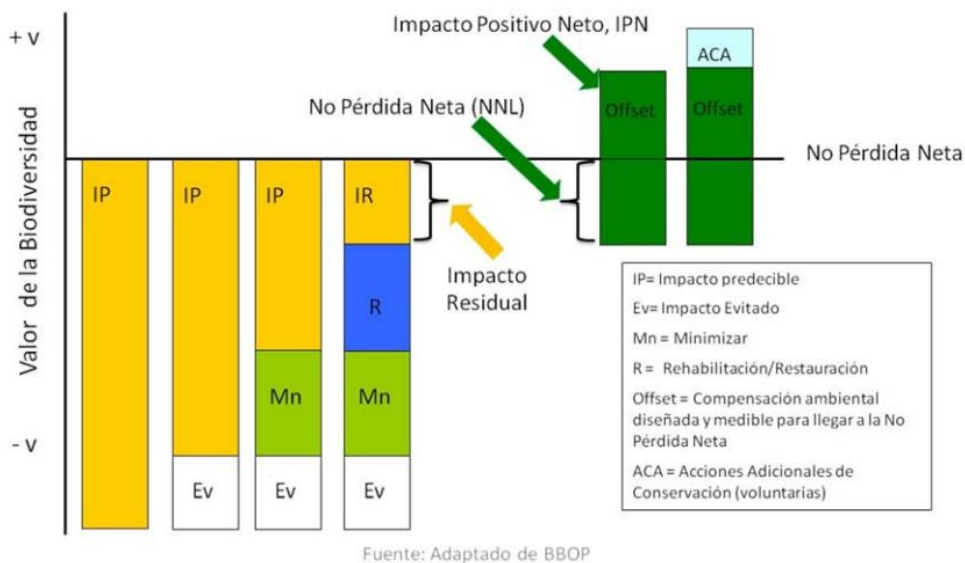 + v
Valor de la Biodiversidad
- v
Impacto Positivo Neto, IPN
No Pérdida Neta (NNL)
ACA
Offset
Offset
No Pérdida Neta
IP
IP
IP
IR
Impacto
Residual
R
Mn
Mn
Ev
Ev
Ev
IP= Impacto predecible
Ev= Impacto Evitado
Mn = Minimizar
R = Rehabilitación/Restauración
Offset = Compensación ambiental
diseñada y medible para llegar a la No
Pérdida Neta
ACA = Acciones Adicionales de
Conservación (voluntarias)
Fuente: Adaptado de BBOP